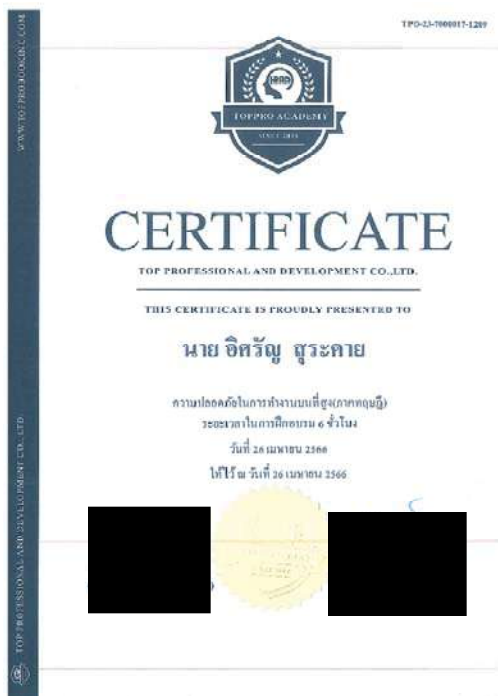 TPO-23-7000017-1209
WWW.TOPPROBOOKING.COM
HRD
TOPPRO ACADEMY
CERTIFICATE
TOP PROFESSIONAL AND DEVELOPMENT CO.,LTD.
THIS CERTIFICATE IS PROUDLY PRESENTED TO
นาย อิศรัญ สุระคาย
ความปลอดภัยในการทำงานบนที่สูง(ภาคทฤษฎี)
ระยะเวลาในการฝึกอบรม 6 ชั่วโมง
วันที่ 26 เมษายน 2566
ให้ไว้ ณ วันที่ 26 เมษายน 2566
TOP PROFESSIONAL AND DEVELOPMENT CO., LTD.